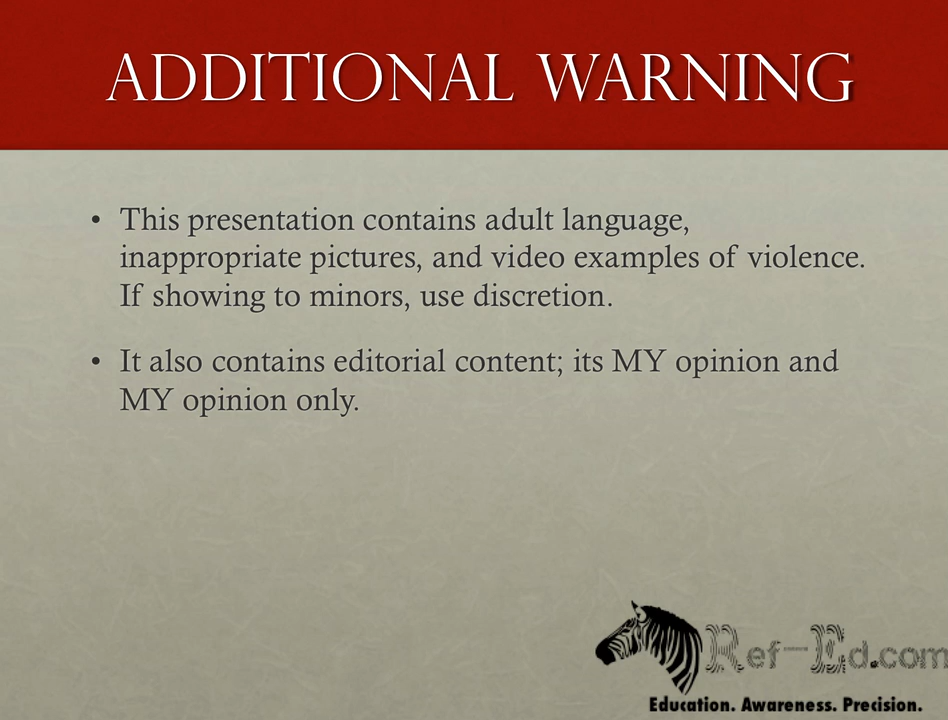 ADDITIONAL WARNING
• This presentation contains adult language,
inappropriate pictures, and video examples of violence.
If showing to minors, use discretion.
• It also contains editorial content; its MY opinion and
MY opinion only.
Ref-Ed.com
Education. Awareness. Precision.